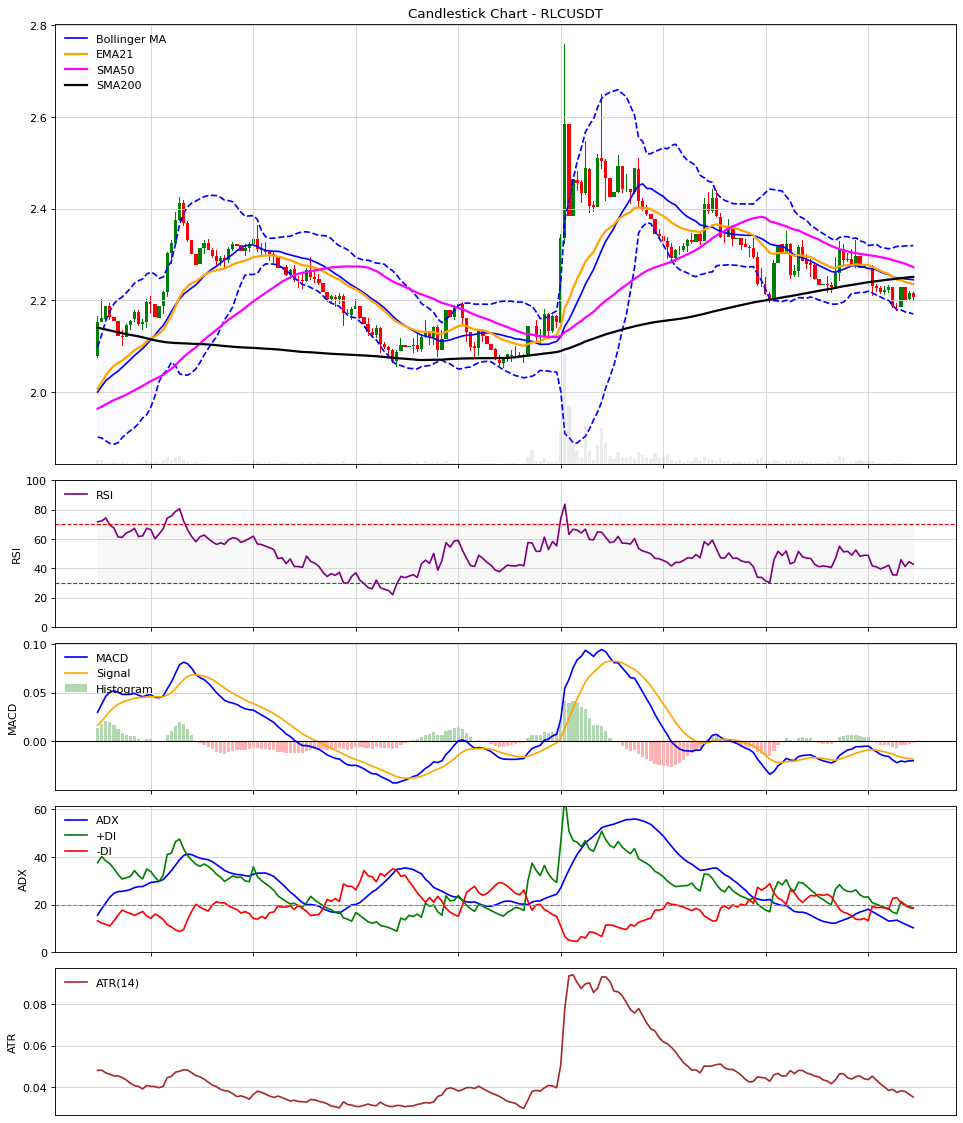 Candlestick Chart - RLCUSDT
2.8
2.6
2.4
2.2
2.0
Bollinger MA
EMA21
SMA50
SMA200
100
80
60
40
20
0
RSI
RSI
0.10
0.05
0.00
MACD
MACD
Signal
Histogram
60
40
20
0
ADX
ADX
+DI
-DI
0.08
0.06
0.04
ATR
ATR(14)